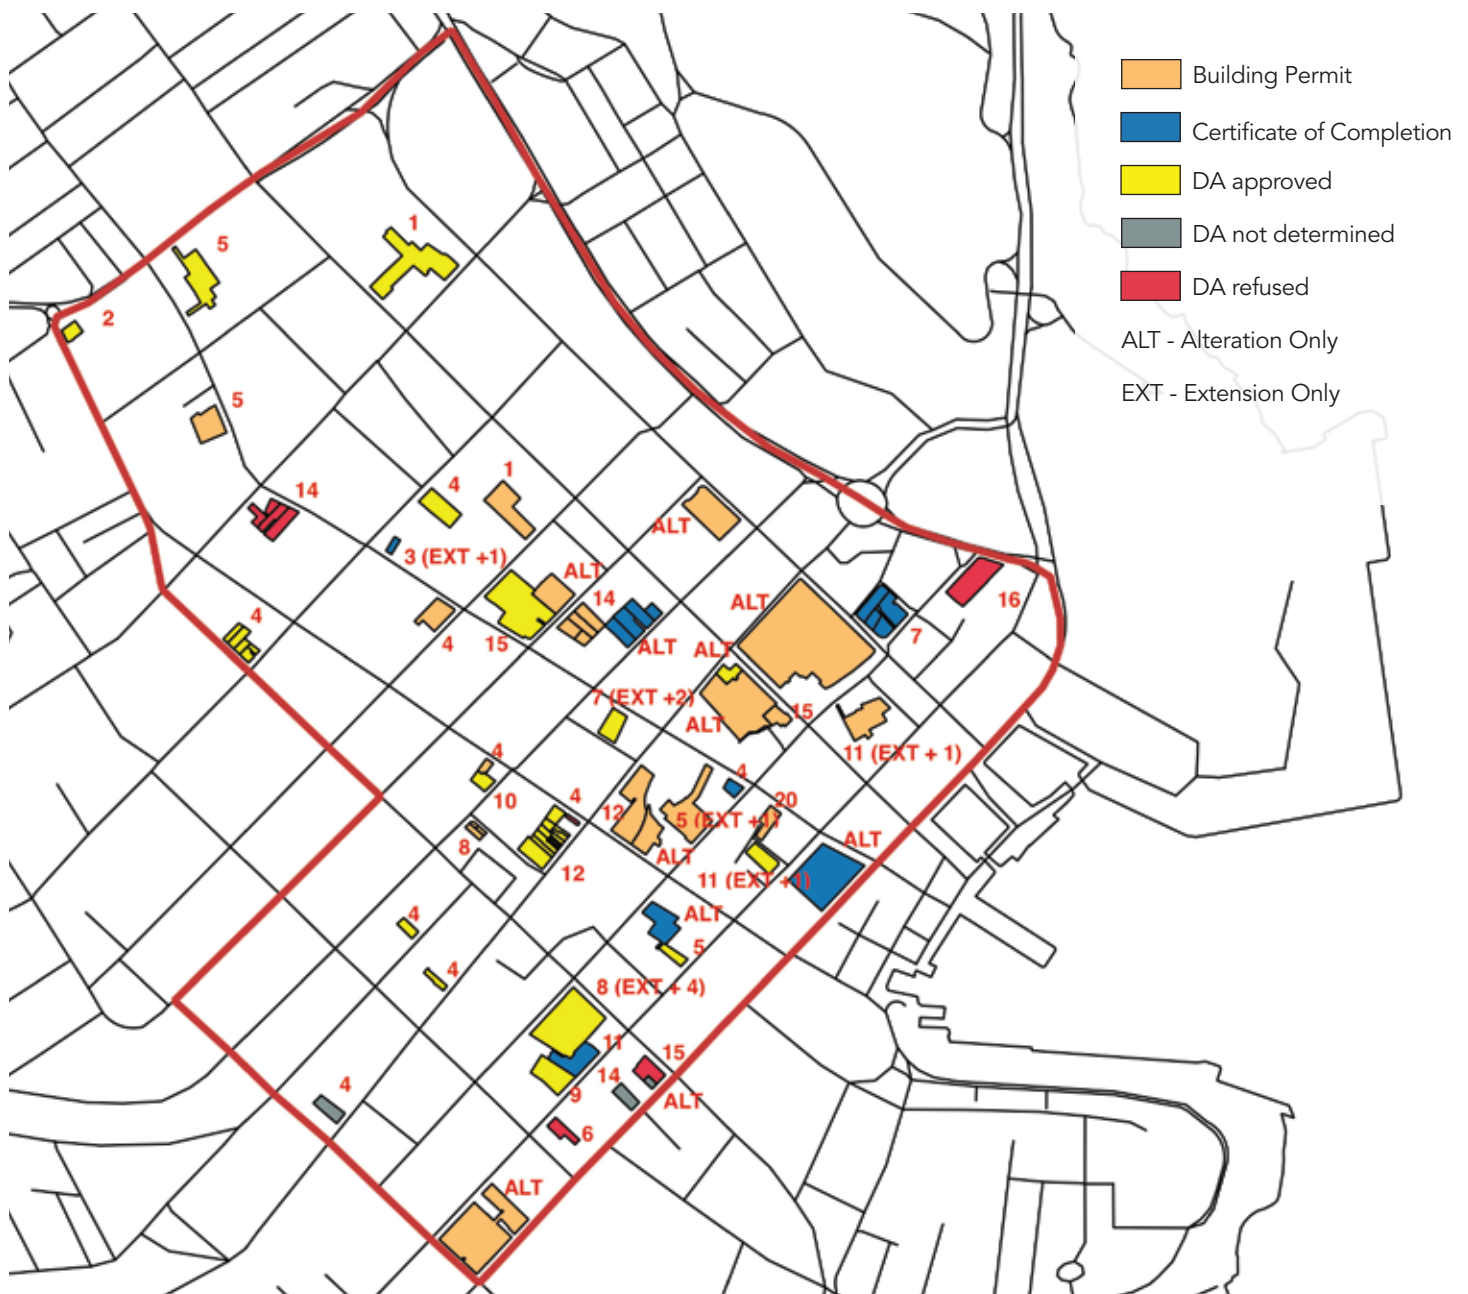 Building Permit
Certificate of Completion
DA approved
DA not determined
DA refused
ALT - Alteration Only
EXT - Extension Only
1
5
2
5
1
4
14
ALT
3 (EXT +1)
ALT
14
16
ALT
4
4
15
7
ALT
ALT
7 (EXT +2)
15
ALT
11 (EXT + 1)
4
4
10
4
20
12
5 (EXT +1)
8
ALT
ALT
12
11 (EXT +1)
4
ALT
5
4
8 (EXT + 4)
11
15
14
4
9
ALT
6
ALT